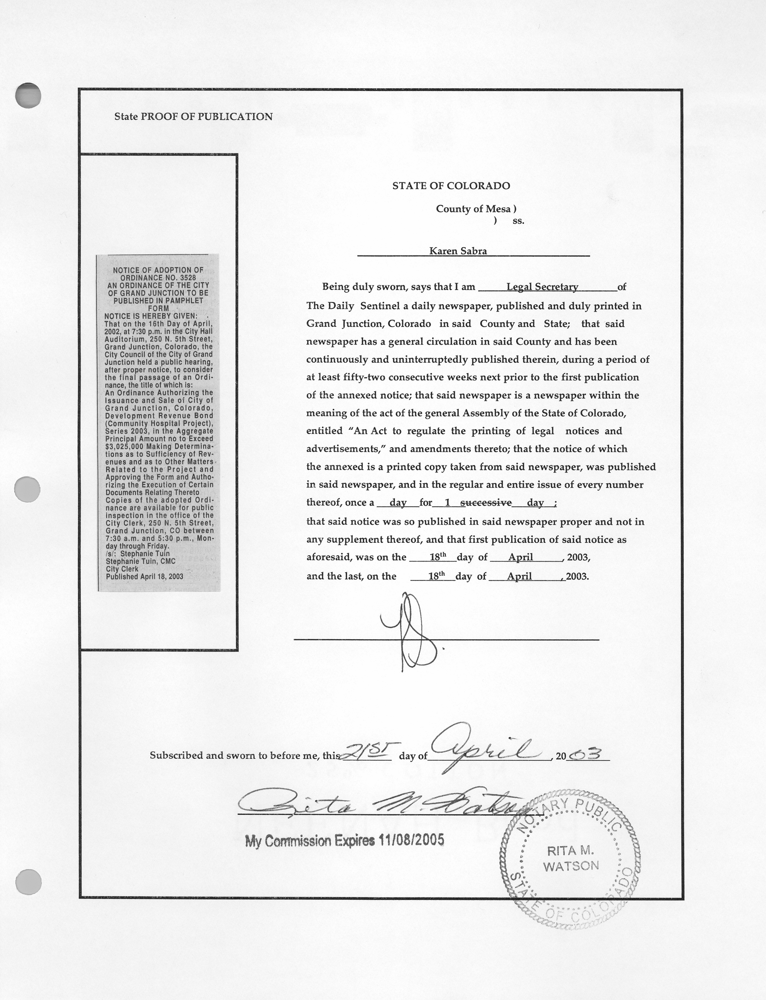 State PROOF OF PUBLICATION
NOTICE OF ADOPTION OF
ORDINANCE NO. 3528
AN ORDINANCE OF THE CITY
OF GRAND JUNCTION TO BE
PUBLISHED IN PAMPHLET
FORM
NOTICE IS HEREBY GIVEN:
That on the 16th Day of April,
2002, at 7:30 p.m. in the City Hall
Auditorium, 250 N. 5th Street,
Grand Junction, Colorado, the
City Council of the City of Grand
Junction held a public hearing,
after proper notice, to consider
the final passage of an Ordi-
nance, the title of which is:
An Ordinance Authorizing the
Issuance and Sale of City of
Grand Junction, Colorado,
Development Revenue Bond
(Community Hospital Project),
Series 2003, in the Aggregate
Principal Amount no to Exceed
$3,025,000 Making Determina-
tions as to Sufficiency of Rev-
enues and as to Other Matters
Related to the Project and
Approving the Form and Autho-
rizing the Execution of Certain
Documents Relating Thereto
Copies of the adopted Ordi-
nance are available for public
inspection in the office of the
City Clerk, 250 N. 5th Street,
Grand Junction, CO between
7:30 a.m. and 5:30 p.m., Mon-
day through Friday.
/s/: Stephanie Tuin
Stephanie Tuin, CMC
City Clerk
Published April 18, 2003
STATE OF COLORADO
County of Mesa )
) ss.
Karen Sabra
Being duly sworn, says that I am Legal Secretary of
The Daily Sentinel a daily newspaper, published and duly printed in
Grand Junction, Colorado in said County and State; that said
newspaper has a general circulation in said County and has been
continuously and uninterruptedly published therein, during a period of
at least fifty-two consecutive weeks next prior to the first publication
of the annexed notice; that said newspaper is a newspaper within the
meaning of the act of the general Assembly of the State of Colorado,
entitled “An Act to regulate the printing of legal notices and
advertisements,” and amendments thereto; that the notice of which
the annexed is a printed copy taken from said newspaper, was published
in said newspaper, and in the regular and entire issue of every number
thereof, once a day for 1 successive day ;
that said notice was so published in said newspaper proper and not in
any supplement thereof, and that first publication of said notice as
aforesaid, was on the 18th day of April , 2003,
and the last, on the 18th day of April , 2003.
Subscribed and sworn to before me, this 21ST day of April , 20 03
Rita M. Watson
My Commission Expires 11/08/2005
NOTARY PUBLIC
RITA M.
WATSON
STATE OF COLORADO